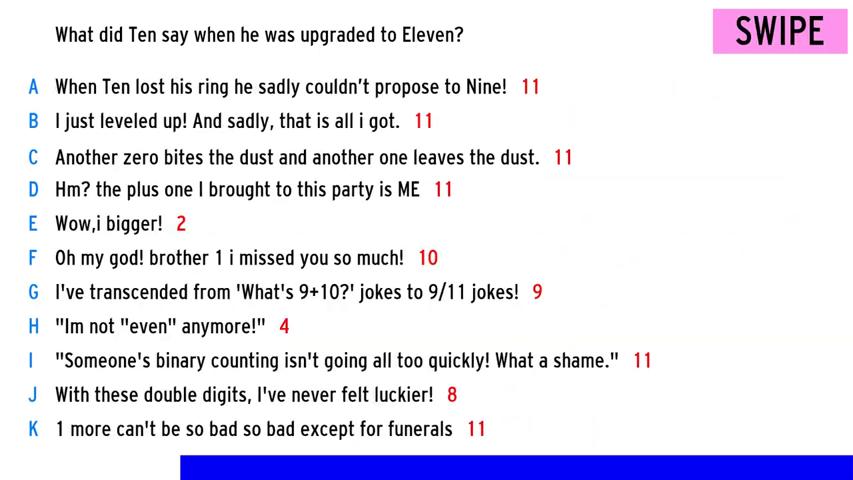 What did Ten say when he was upgraded to Eleven?
SWIPE
A When Ten lost his ring he sadly couldn't propose to Nine! 11
B I just leveled up! And sadly, that is all i got. 11
C Another zero bites the dust and another one leaves the dust. 11
D Hm? the plus one I brought to this party is ME 11
E Wow,i bigger! 2
F Oh my god! brother 1 i missed you so much! 10
G I've transcended from 'What's 9+10?' jokes to 9/11 jokes! 9
H "Im not "even" anymore!" 4
I "Someone's binary counting isn't going all too quickly! What a shame." 11
J With these double digits, I've never felt luckier! 8
K 1 more can't be so bad so bad except for funerals 11